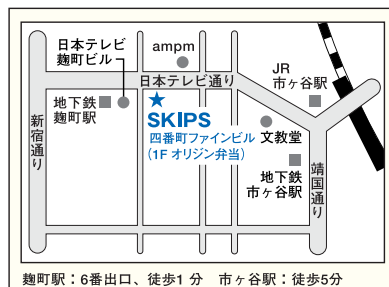 日本テレビ
麹町ビル
ampm
日本テレビ通り
JR
市ヶ谷駅
地下鉄
麹町駅
SKIPS
四番町ファインビル
(1F オリジン弁当)
文教堂
地下鉄
市ヶ谷駅
新宿通り
靖国通り
麹町駅：6番出口、徒歩1 分　市ヶ谷駅：徒歩5分